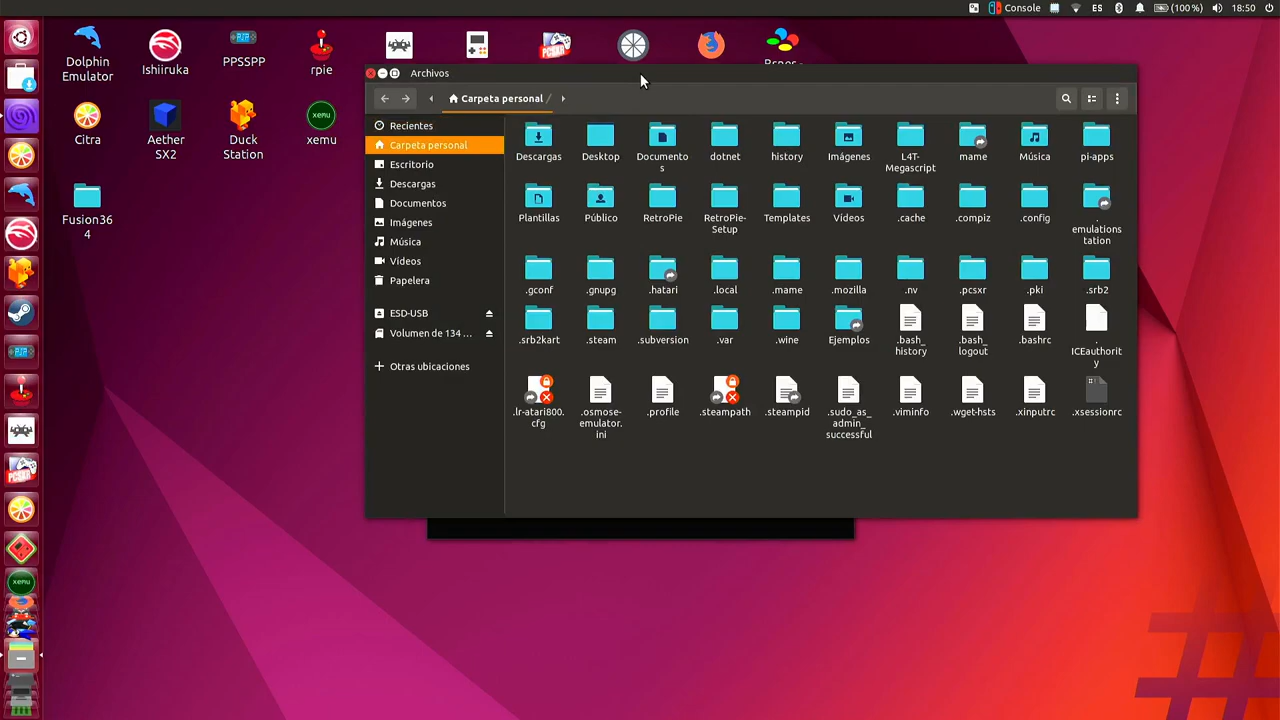 Console
ES
(100%)
18:50
Dolphin
Emulator
Ishiiruka
PPSSPP
rpie
Citra
Aether
SX2
Duck
Station
xemu
xemu
Fusion36
4
Archivos
Carpeta personal /
Recientes
Carpeta personal
Escritorio
Descargas
Documentos
Imágenes
Música
Vídeos
Papelera
ESD-USB
Volumen de 134 ...
Otras ubicaciones
Descargas
Desktop
Documento
s
dotnet
history
Imágenes
L4T-
Megascript
mame
Música
pi-apps
Plantillas
Público
RetroPie
RetroPie-
Setup
Templates
Vídeos
.cache
.compiz
.config
.
emulations
tation
.gconf
.gnupg
.hatari
.local
.mame
.mozilla
.nv
.pcsxr
.pki
.srb2
.srb2kart
.steam
.subversion
.var
.wine
Ejemplos
.bash_
history
.bash_
logout
.bashrc
.
ICEauthorit
y
.lr-atari800.
cfg
.osmose-
emulator.
ini
.profile
.steampath
.steampid
.sudo_as_
admin_
successful
.viminfo
.wget-hsts
.xinputrc
.xsessionrc
xemu
#